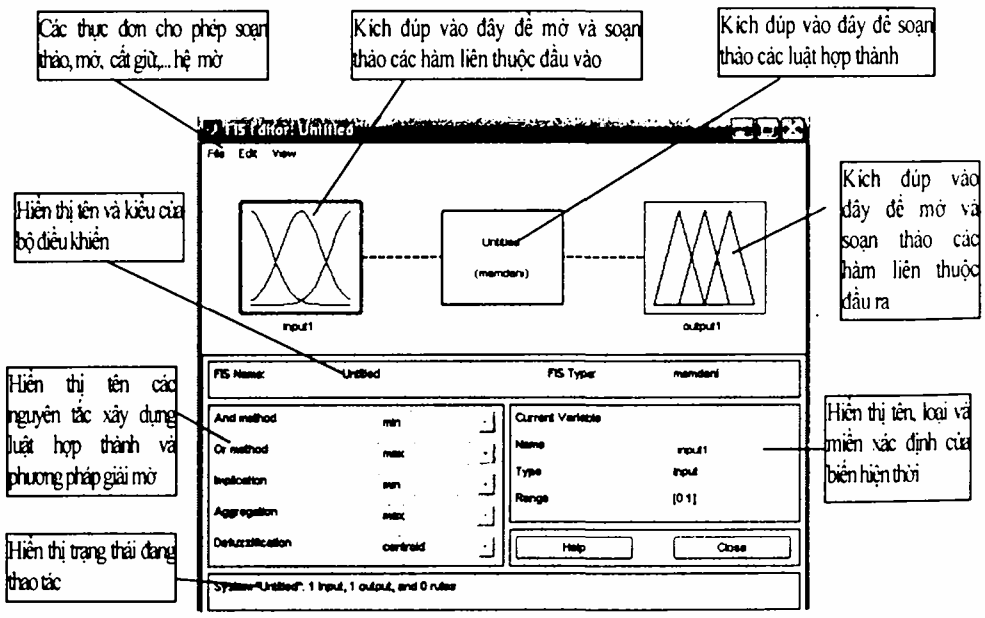 Các thực đơn cho phép soạn
thảo, mở, cất giữ,... hệ mờ
Kích đúp vào đây để mở và soạn
thảo các hàm liên thuộc đầu vào
Kích đúp vào đây để soạn
thảo các luật hợp thành
FIS Editor: Untitled
File Edit View
Hiển thị tên và kiểu của
bộ điều khiển
Untitled
(mamdani)
input1
output1
Kích đúp vào
đây để mở và
soạn thảo các
hàm liên thuộc
đầu ra
FIS Name: Untitled FIS Type: mamdani
Hiển thị tên các
nguyên tắc xây dựng
luật hợp thành và
phương pháp giải mờ
And method min
Or method max
Implication min
Aggregation max
Defuzzification centroid
Current Variable
Name input1
Type input
Range [0 1]
Help Close
Hiển thị tên, loại và
miền xác định của
biến hiện thời
Hiển thị trạng thái đang
thao tác
System "Untitled": 1 input, 1 output, and 0 rules